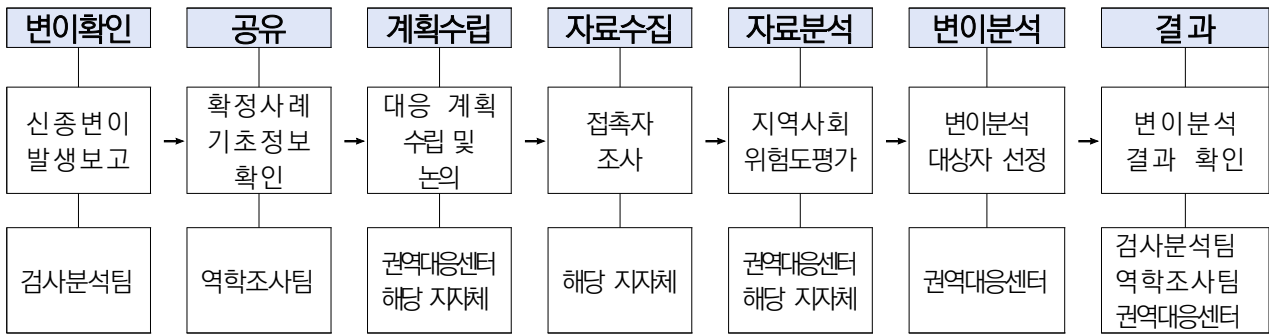 변이확인
공유
계획수립
자료수집
자료분석
변이분석
결과
신종변이
발생보고
확정사례
기초정보
확인
대응 계획
수립 및
논의
접촉자
조사
지역사회
위험도평가
변이분석
대상자 선정
변이분석
결과 확인
검사분석팀
역학조사팀
권역대응센터
해당 지자체
해당 지자체
권역대응센터
해당 지자체
권역대응센터
검사분석팀
역학조사팀
권역대응센터